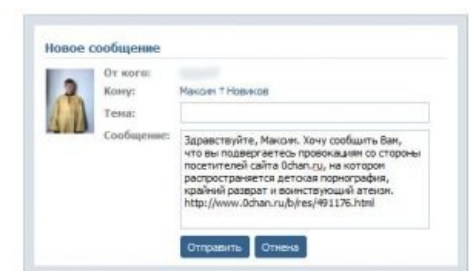 Новое сообщение
От кого:
Кому: Максим † Новиков
Тема:
Сообщение:
Здравствуйте, Максим. Хочу сообщить Вам,
что вы подвергаетесь провокациям со стороны
посетителей сайта 0chan.ru, на котором
распространяется детская порнография,
крайний разврат и воинствующий атеизм.
http://www.0chan.ru/b/res/491176.html
Отправить Отмена